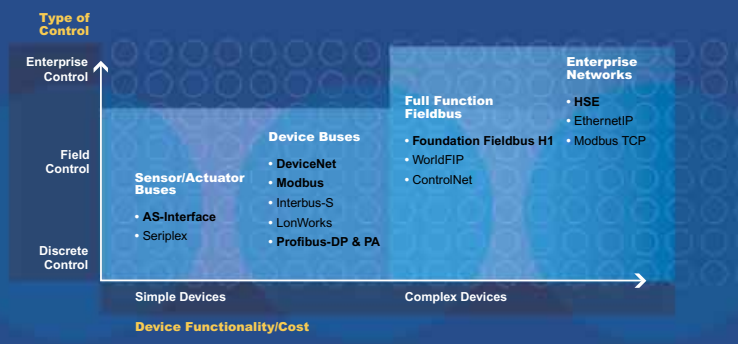 Type of
Control
Enterprise
Control
Field
Control
Discrete
Control
Sensor/Actuator
Buses
• AS-Interface
• Seriplex
Device Buses
• DeviceNet
• Modbus
• Interbus-S
• LonWorks
• Profibus-DP & PA
Full Function
Fieldbus
• Foundation Fieldbus H1
• WorldFIP
• ControlNet
Enterprise
Networks
• HSE
• EthernetIP
• Modbus TCP
Simple Devices
Complex Devices
Device Functionality/Cost